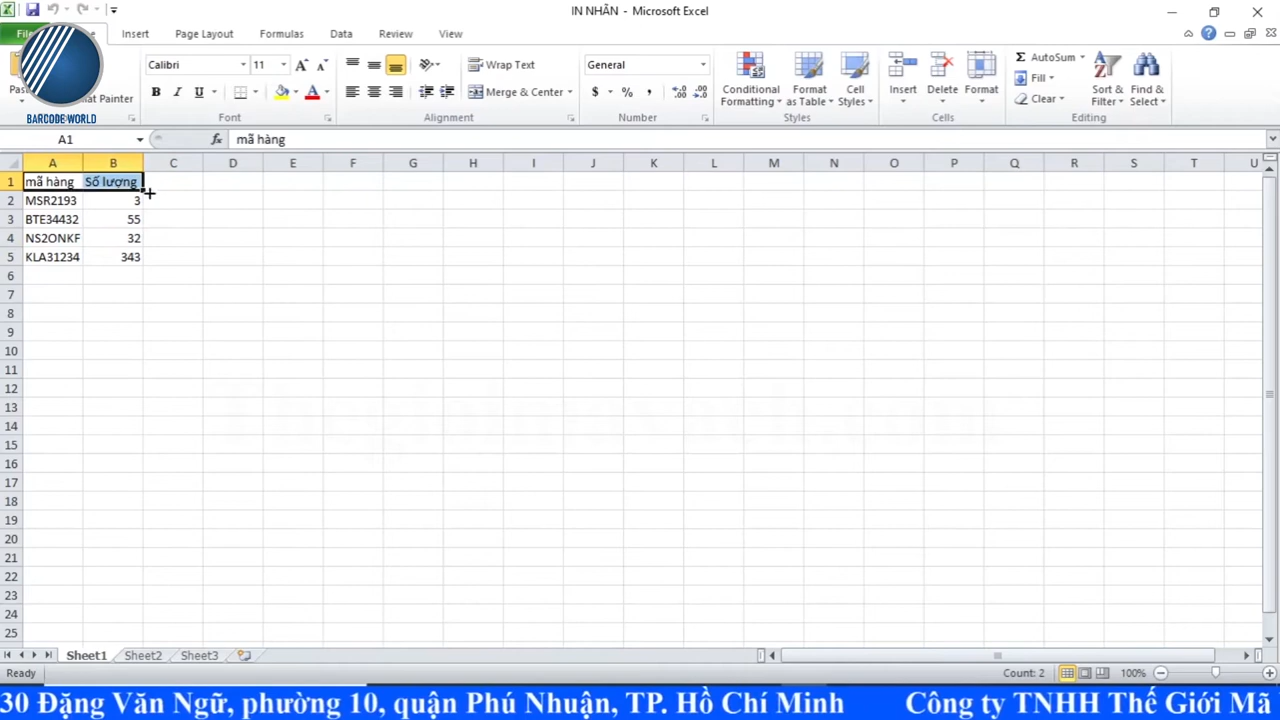 IN NHÃN - Microsoft Excel
Insert Page Layout Formulas Data Review View
Calibri 11 Wrap Text General AutoSum
Fill
Format Painter Merge & Center Conditional Formatting Format as Table Cell Styles Insert Delete Format Clear Sort & Filter Find & Select
Font Alignment Number Styles Cells Editing
BARCODE WORLD
A1 fx mã hàng
A B C D E F G H I J K L M N O P Q R S T U
1 mã hàng Số lượng
2 MSR2193 3
3 BTE34432 55
4 NS2ONKF 32
5 KLA31234 343
6
7
8
9
10
11
12
13
14
15
16
17
18
19
20
21
22
23
24
25
Sheet1 Sheet2 Sheet3
Ready Count: 2 100%
30 Đặng Văn Ngữ, phường 10, quận Phú Nhuận, TP. Hồ Chí Minh Công ty TNHH Thế Giới Mã